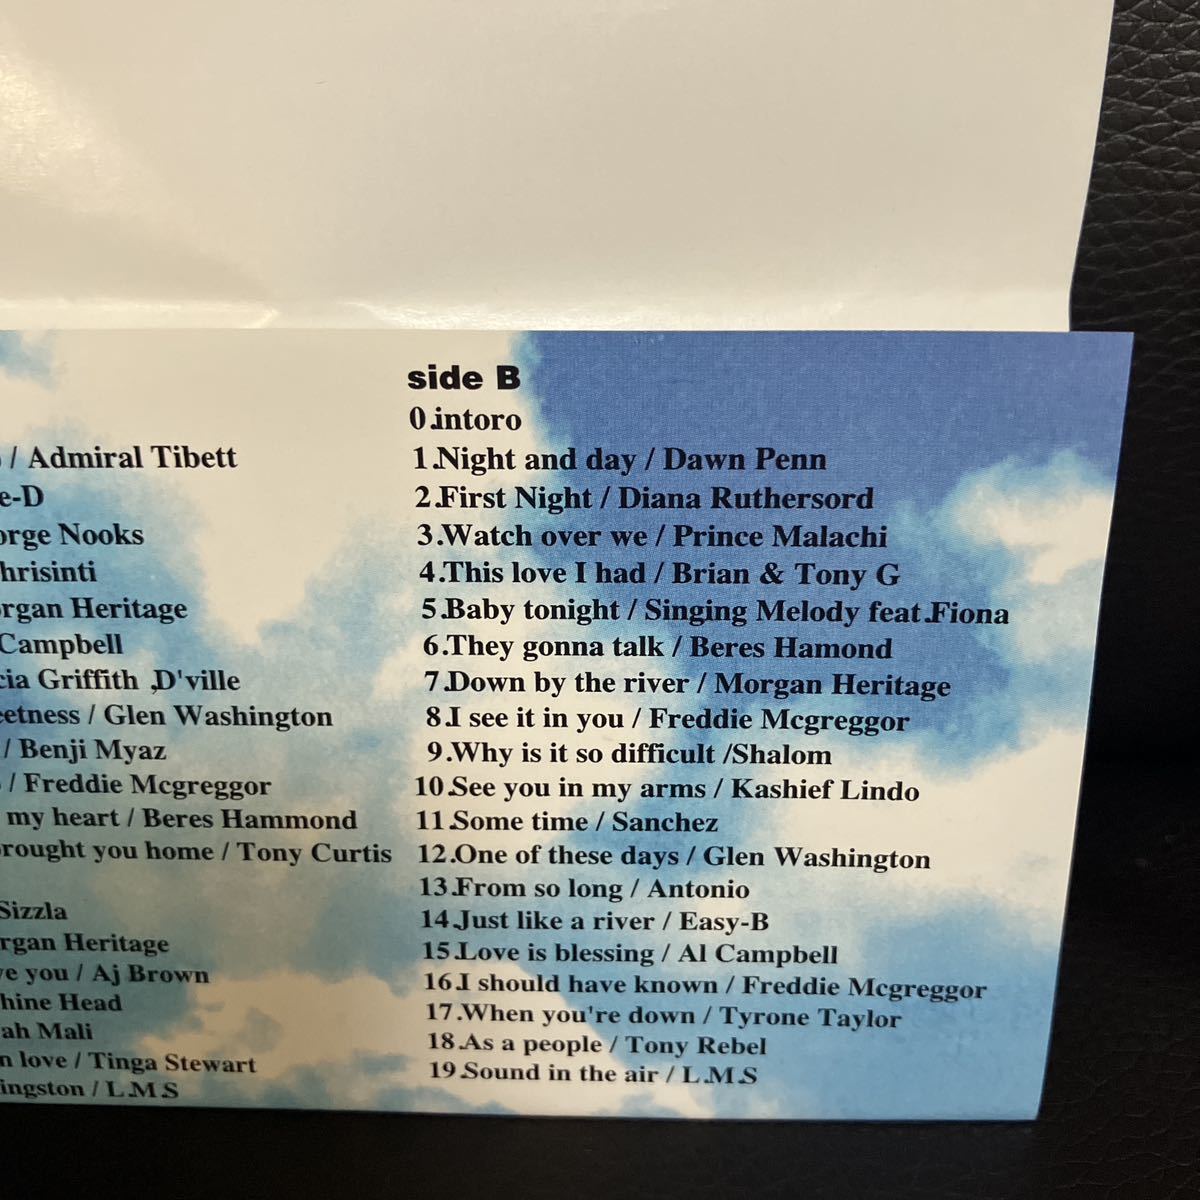 / Admiral Tibett
e-D
orge Nooks
hrisinti
organ Heritage
Campbell
cia Griffith ,D'ville
eetness / Glen Washington
/ Benji Myaz
/ Freddie Mcgreggor
my heart / Beres Hammond
brought you home / Tony Curtis
Sizzla
rgan Heritage
ve you / Aj Brown
hine Head
ah Mali
n love / Tinga Stewart
ingston / L.M.S
side B
0.intoro
1.Night and day / Dawn Penn
2.First Night / Diana Ruthersord
3.Watch over we / Prince Malachi
4.This love I had / Brian & Tony G
5.Baby tonight / Singing Melody feat.Fiona
6.They gonna talk / Beres Hamond
7.Down by the river / Morgan Heritage
8.I see it in you / Freddie Mcgreggor
9.Why is it so difficult /Shalom
10.See you in my arms / Kashief Lindo
11.Some time / Sanchez
12.One of these days / Glen Washington
13.From so long / Antonio
14.Just like a river / Easy-B
15.Love is blessing / Al Campbell
16.I should have known / Freddie Mcgreggor
17.When you're down / Tyrone Taylor
18.As a people / Tony Rebel
19.Sound in the air / L.M.S